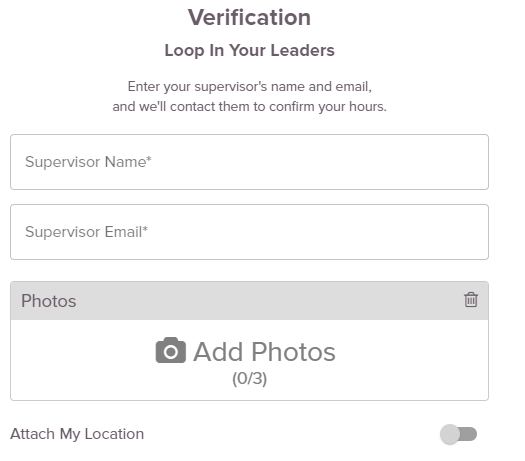 Verification
Loop In Your Leaders
Enter your supervisor's name and email,
and we'll contact them to confirm your hours.
Supervisor Name*
Supervisor Email*
Photos
Add Photos
(0/3)
Attach My Location